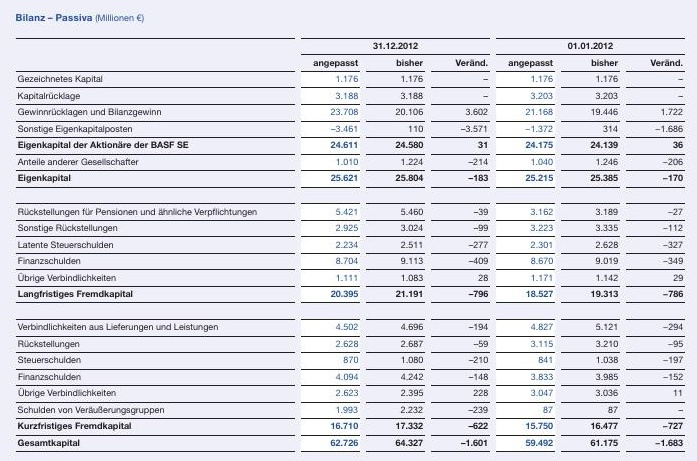 Bilanz – Passiva (Millionen €)
31.12.2012 01.01.2012
angepasst bisher Veränd. angepasst bisher Veränd.
Gezeichnetes Kapital 1.176 1.176 – 1.176 1.176 –
Kapitalrücklage 3.188 3.188 – 3.203 3.203 –
Gewinnrücklagen und Bilanzgewinn 23.708 20.106 3.602 21.168 19.446 1.722
Sonstige Eigenkapitalposten –3.461 110 –3.571 –1.372 314 –1.686
Eigenkapital der Aktionäre der BASF SE 24.611 24.580 31 24.175 24.139 36
Anteile anderer Gesellschafter 1.010 1.224 –214 1.040 1.246 –206
Eigenkapital 25.621 25.804 –183 25.215 25.385 –170
Rückstellungen für Pensionen und ähnliche Verpflichtungen 5.421 5.460 –39 3.162 3.189 –27
Sonstige Rückstellungen 2.925 3.024 –99 3.223 3.335 –112
Latente Steuerschulden 2.234 2.511 –277 2.301 2.628 –327
Finanzschulden 8.704 9.113 –409 8.670 9.019 –349
Übrige Verbindlichkeiten 1.111 1.083 28 1.171 1.142 29
Langfristiges Fremdkapital 20.395 21.191 –796 18.527 19.313 –786
Verbindlichkeiten aus Lieferungen und Leistungen 4.502 4.696 –194 4.827 5.121 –294
Rückstellungen 2.628 2.687 –59 3.115 3.210 –95
Steuerschulden 870 1.080 –210 841 1.038 –197
Finanzschulden 4.094 4.242 –148 3.833 3.985 –152
Übrige Verbindlichkeiten 2.623 2.395 228 3.047 3.036 11
Schulden von Veräußerungsgruppen 1.993 2.232 –239 87 87 –
Kurzfristiges Fremdkapital 16.710 17.332 –622 15.750 16.477 –727
Gesamtkapital 62.726 64.327 –1.601 59.492 61.175 –1.683